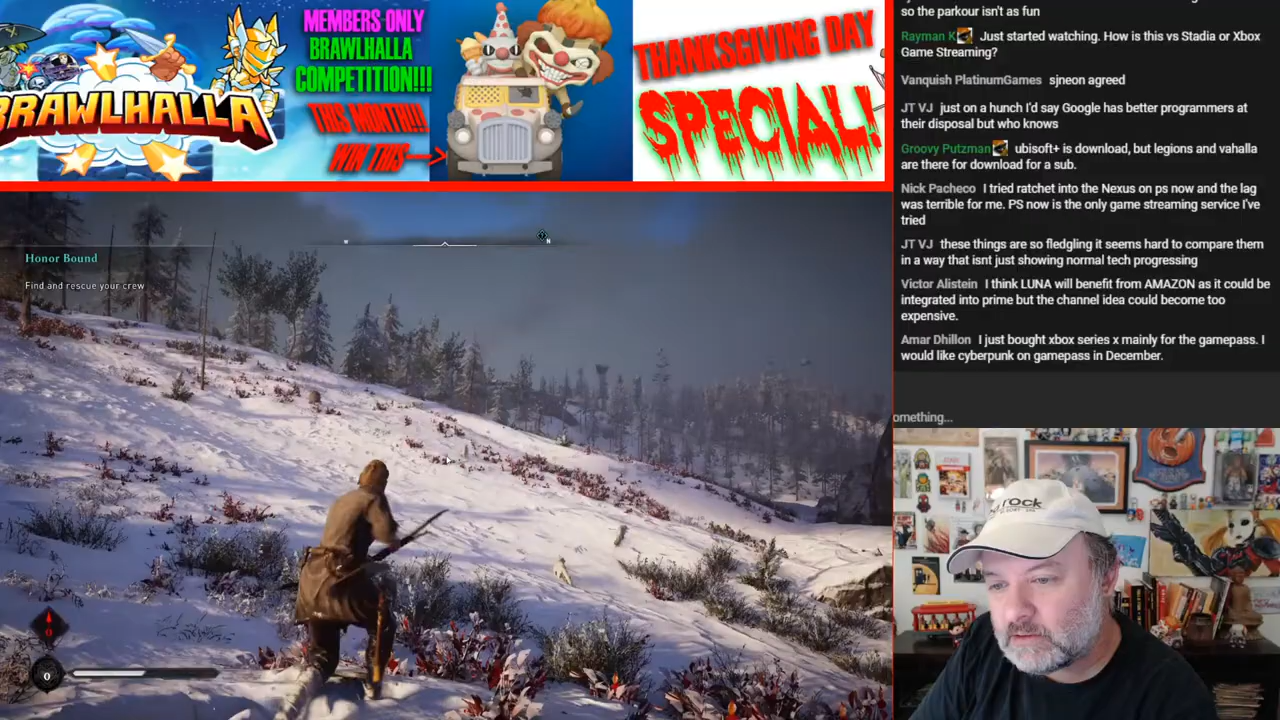 BRAWLHALLA
MEMBERS ONLY
BRAWLHALLA
COMPETITION!!!
THIS MONTH!!!
WIN THIS
THANKSGIVING DAY
SPECIAL!
so the parkour isn't as fun
Rayman K Just started watching. How is this vs Stadia or Xbox
Game Streaming?
Vanquish PlatinumGames sjneon agreed
JT VJ just on a hunch I'd say Google has better programmers at
their disposal but who knows
Groovy Putzman ubisoft+ is download, but legions and vahalla
are there for download for a sub.
Nick Pacheco I tried ratchet into the Nexus on ps now and the lag
was terrible for me. PS now is the only game streaming service I've
tried
JT VJ these things are so fledgling it seems hard to compare them
in a way that isnt just showing normal tech progressing
Victor Alistein I think LUNA will benefit from AMAZON as it could be
integrated into prime but the channel idea could become too
expensive.
Amar Dhillon I just bought xbox series x mainly for the gamepass. I
would like cyberpunk on gamepass in December.
omething...
W
N
Honor Bound
Find and rescue your crew
0
0
rock